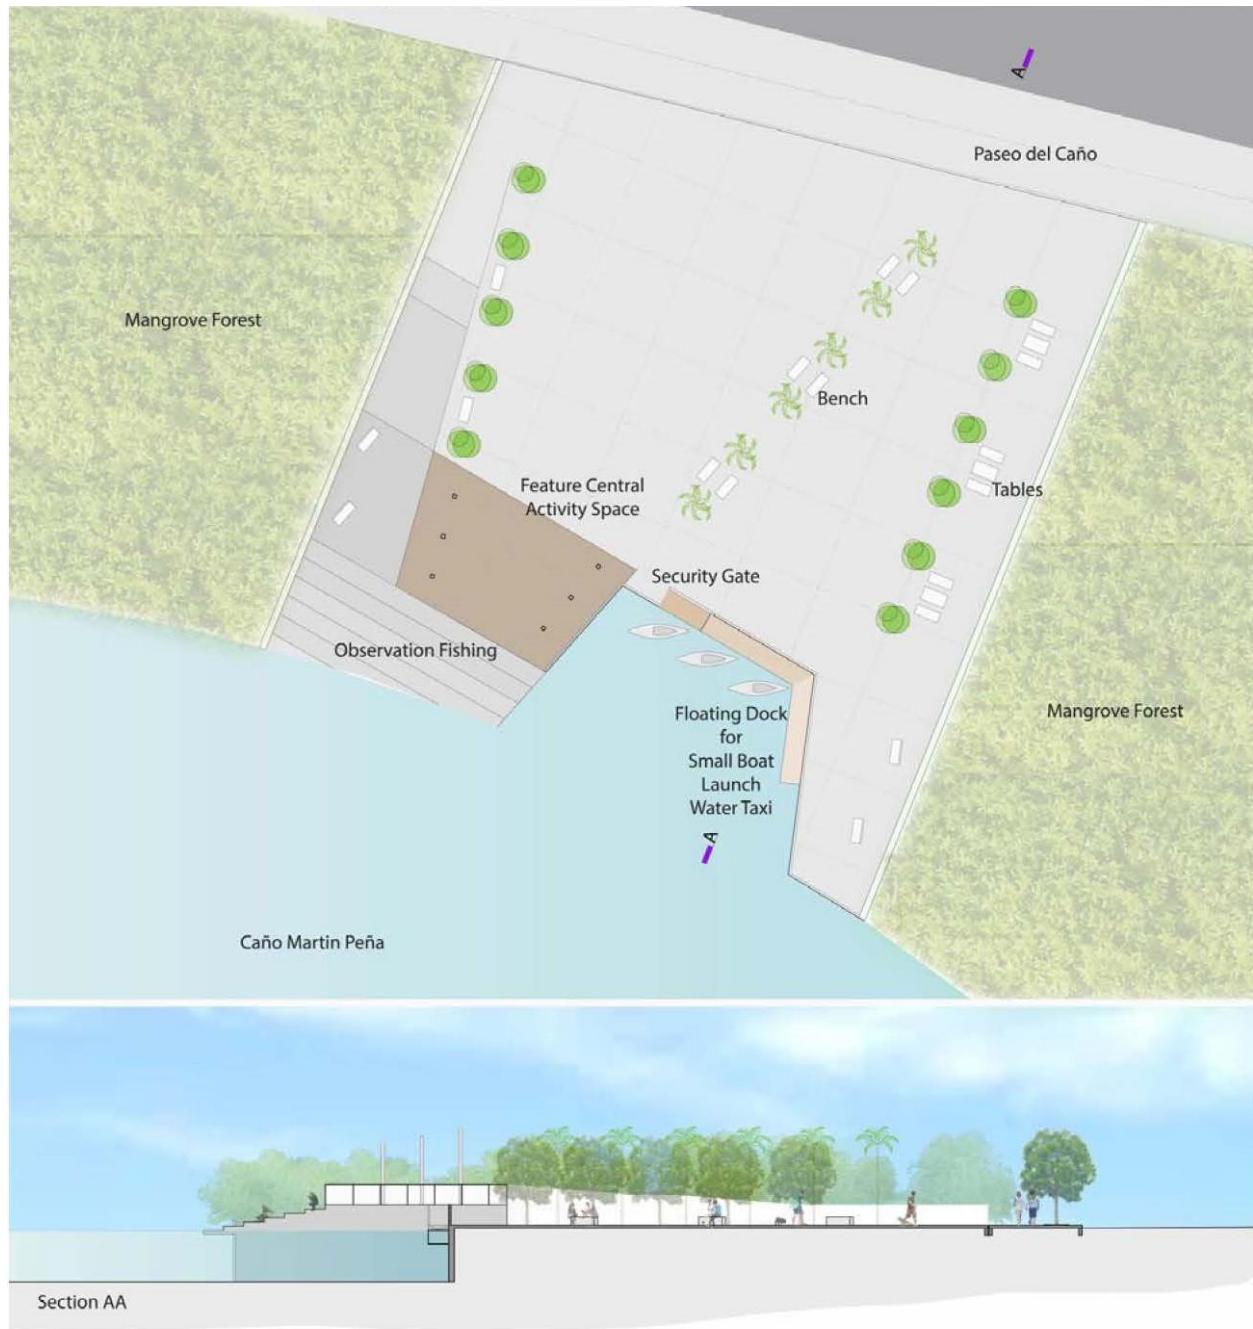 A
Paseo del Caño
Mangrove Forest
Bench
Feature Central
Activity Space
Tables
Security Gate
Observation Fishing
Floating Dock
for
Small Boat
Launch
Water Taxi
Mangrove Forest
A
Caño Martin Peña
Section AA